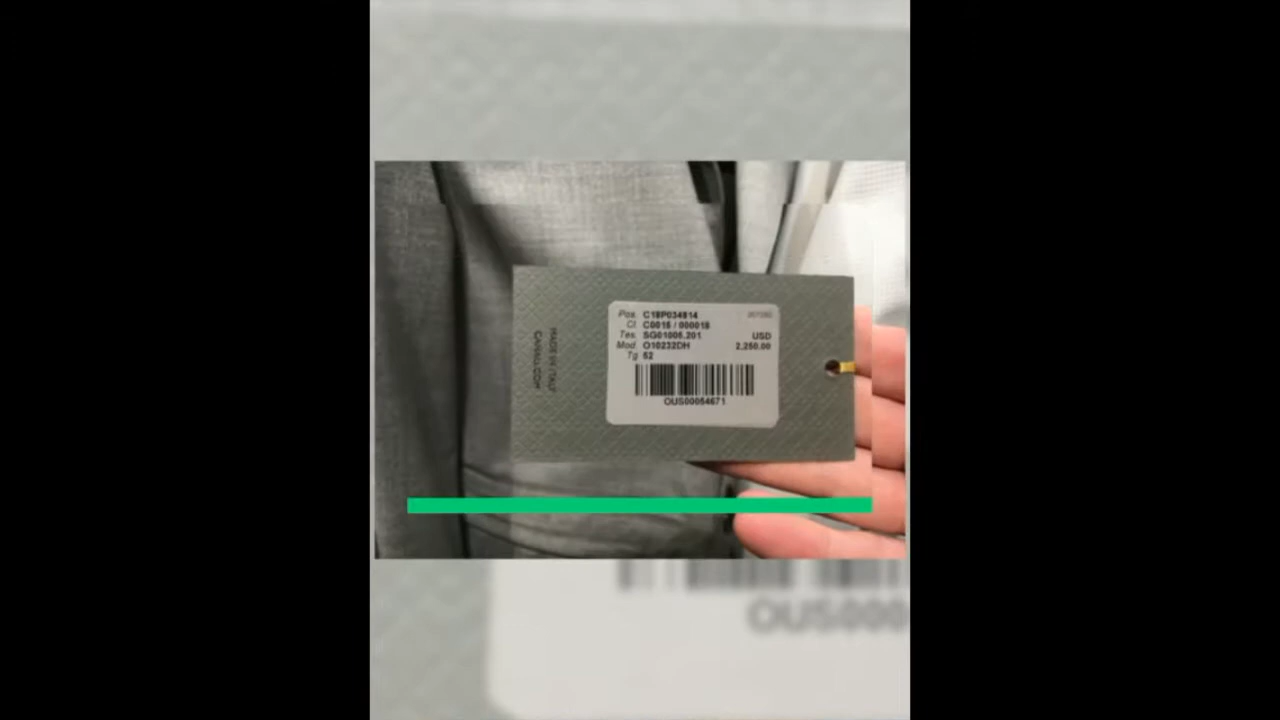 Pos. C18P034814
Cl. C0015 / 000018
Tes. SG01005.201 USD
Mod. O10232DH 2,250.00
Tg 52
OUS00054671
MADE IN ITALY
CANALI.COM
OUS000